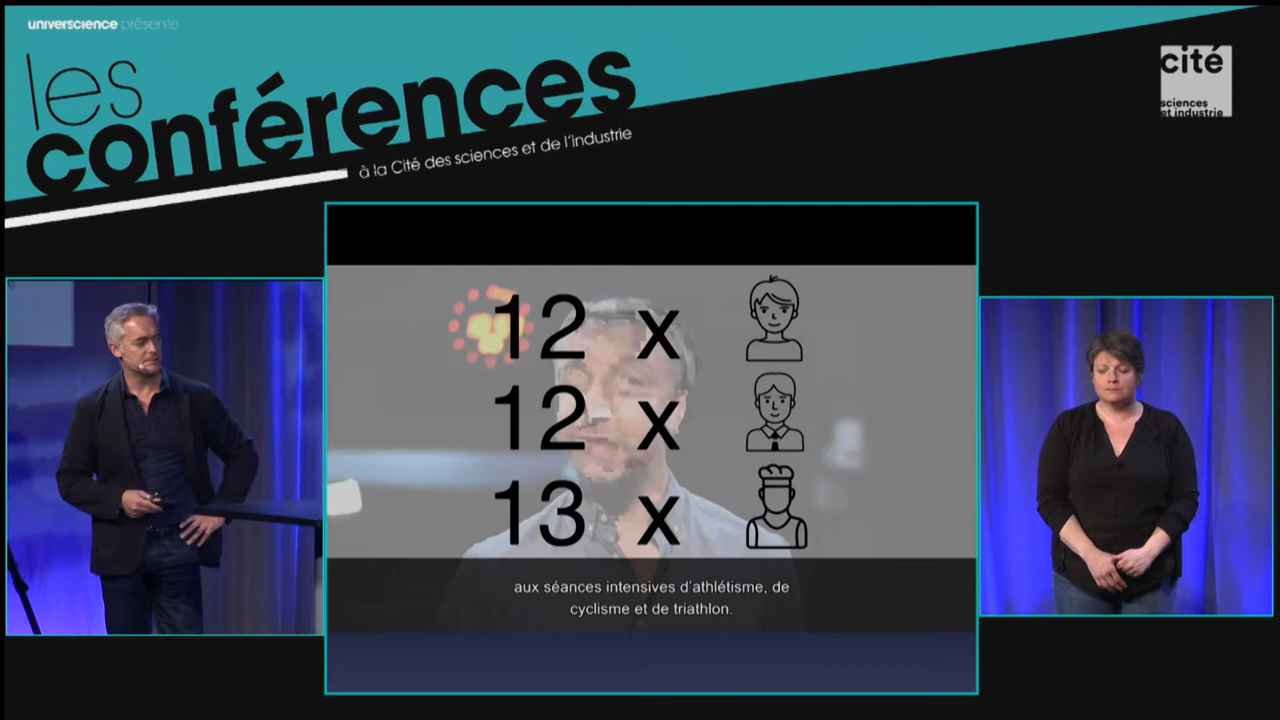 universcience présente
les
conférences
à la Cité des sciences et de l'industrie
cité
sciences
et industrie
12 x
12 x
13 x
aux séances intensives d'athlétisme, de
cyclisme et de triathlon.